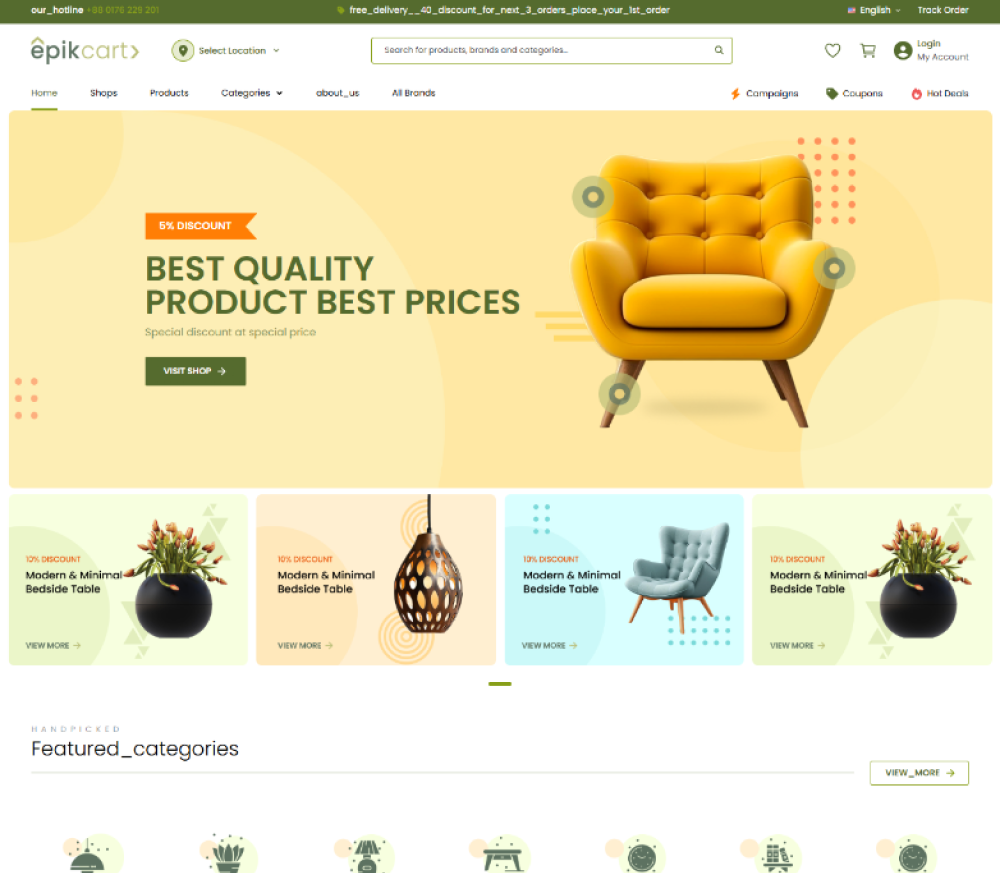 our_hotline +88 0176 229 201
free_delivery__40_discount_for_next_3_orders_place_your_1st_order
English
Track Order
epikcart
Select Location
Search for products, brands and categories..
Login
My Account
Home
Shops
Products
Categories
about_us
All Brands
Campaigns
Coupons
Hot Deals
5% DISCOUNT
BEST QUALITY
PRODUCT BEST PRICES
Special discount at special price
VISIT SHOP
10% DISCOUNT
Modern & Minimal
Bedside Table
VIEW MORE
10% DISCOUNT
Modern & Minimal
Bedside Table
VIEW MORE
10% DISCOUNT
Modern & Minimal
Bedside Table
VIEW MORE
10% DISCOUNT
Modern & Minimal
Bedside Table
VIEW MORE
HANDPICKED
Featured_categories
VIEW_MORE